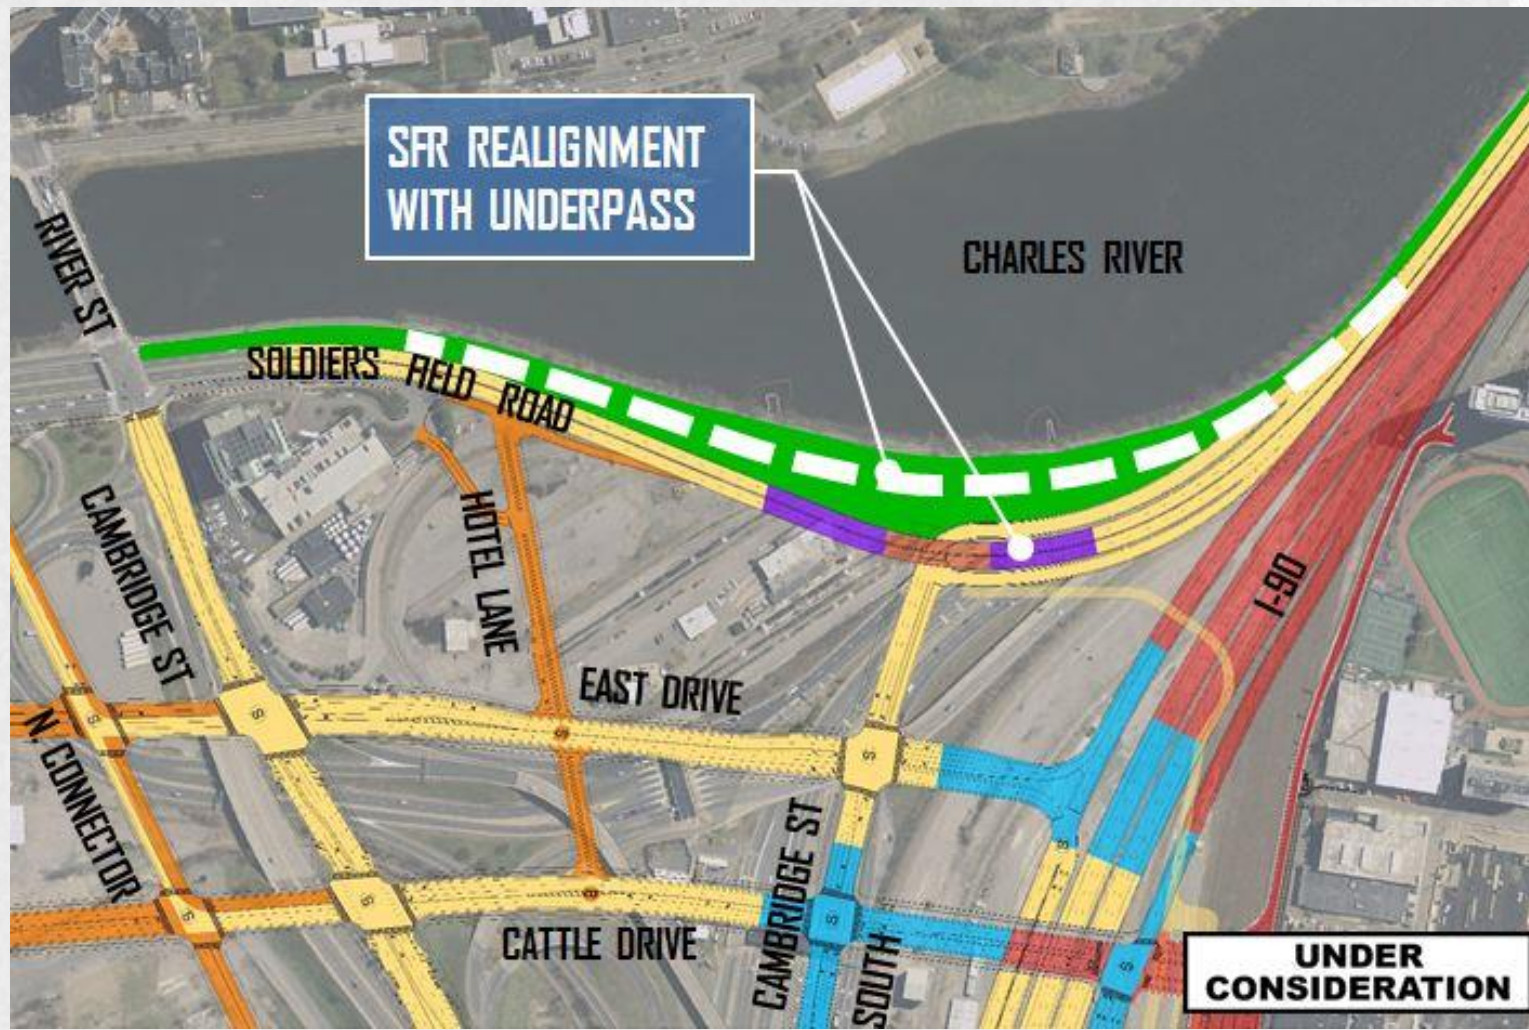 SFR REALIGNMENT
WITH UNDERPASS
CHARLES RIVER
RIVER ST
SOLDIERS FIELD ROAD
CAMBRIDGE ST
HOTEL LANE
I-90
EAST DRIVE
N. CONNECTOR
CAMBRIDGE ST
SOUTH
CATTLE DRIVE
S
S
S
S
S
S
S
S
S
S
UNDER
CONSIDERATION